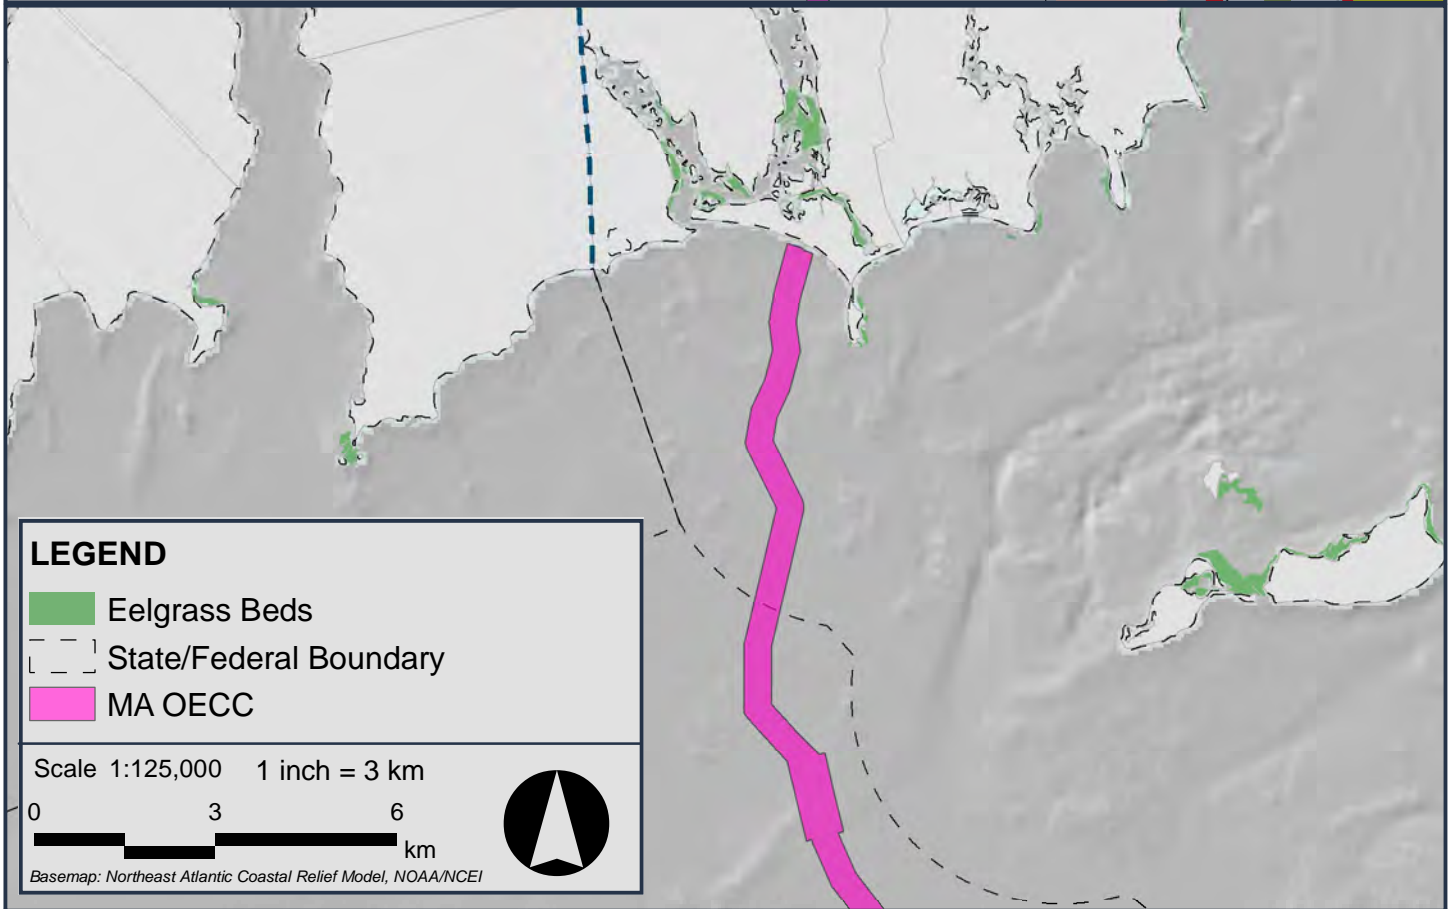 LEGEND
Eelgrass Beds
State/Federal Boundary
MA OECC
Scale 1:125,000 1 inch = 3 km
0 3 6
km
Basemap: Northeast Atlantic Coastal Relief Model, NOAA/NCEI